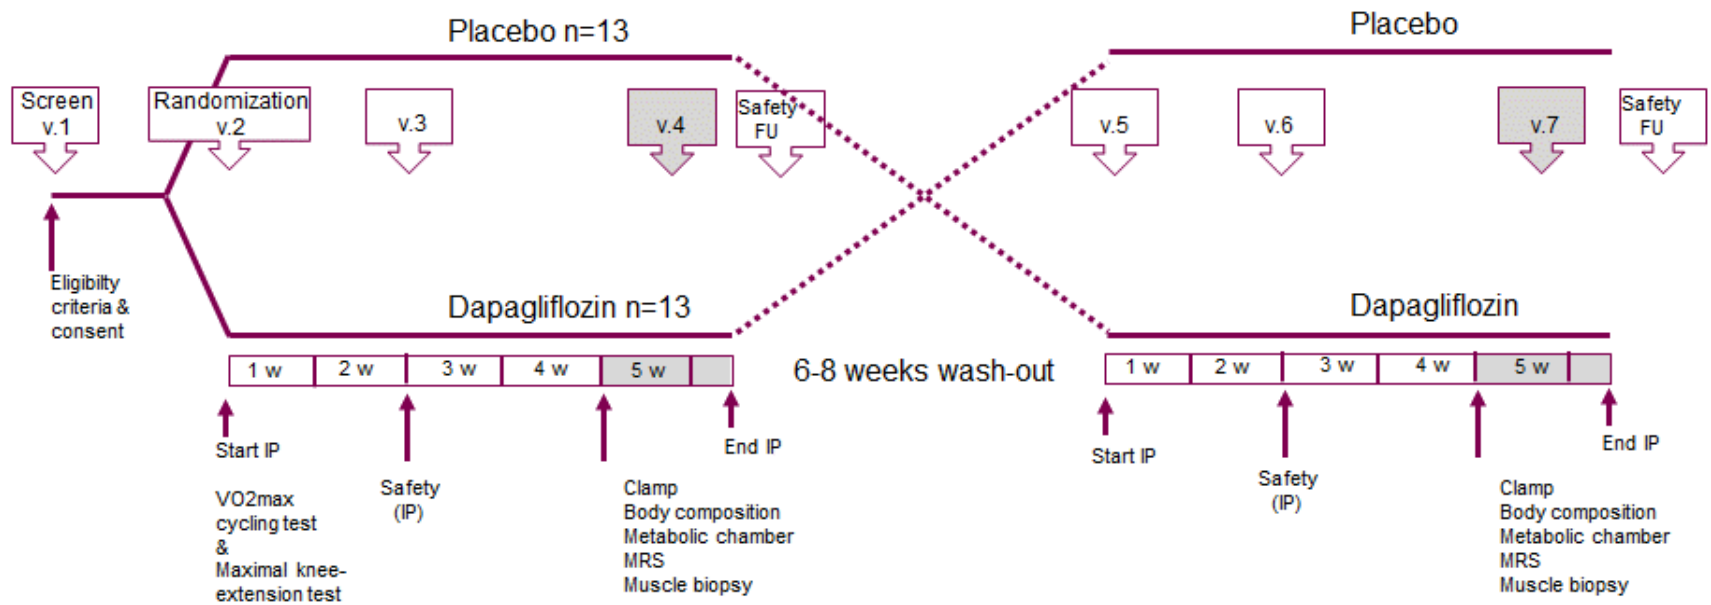 Placebo n=13
Placebo
Screen
v.1
Randomization
v.2
v.3
v.4
Safety
FU
v.5
v.6
v.7
Safety
FU
Eligibilty
criteria &
consent
Dapagliflozin n=13
Dapagliflozin
1 w
2 w
3 w
4 w
5 w
6-8 weeks wash-out
1 w
2 w
3 w
4 w
5 w
Start IP
VO2max
cycling test
&
Maximal knee-
extension test
Safety
(IP)
Clamp
Body composition
Metabolic chamber
MRS
Muscle biopsy
End IP
Start IP
Safety
(IP)
Clamp
Body composition
Metabolic chamber
MRS
Muscle biopsy
End IP